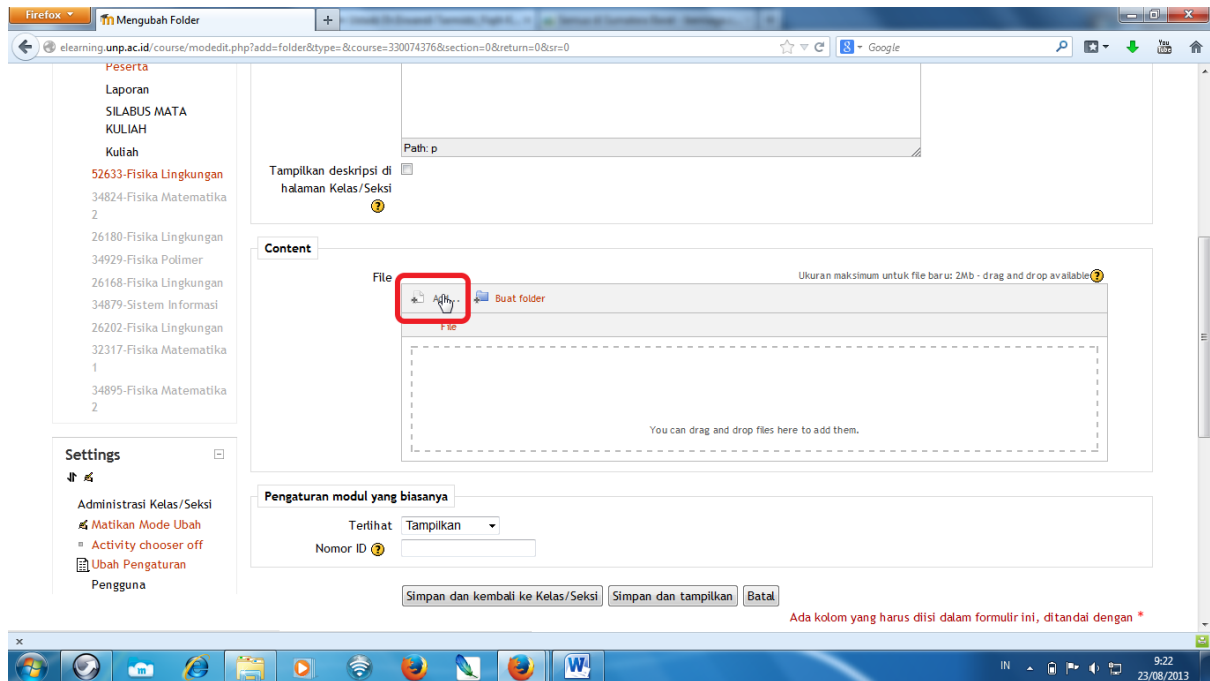 Firefox
Mengubah Folder
elearning.unp.ac.id/course/modedit.php?add=folder&type=&course=330074376&section=0&return=0&sr=0
Google
Peserta
Laporan
SILABUS MATA
KULIAH
Kuliah
52633-Fisika Lingkungan
34824-Fisika Matematika
2
26180-Fisika Lingkungan
34929-Fisika Polimer
26168-Fisika Lingkungan
34879-Sistem Informasi
26202-Fisika Lingkungan
32317-Fisika Matematika
1
34895-Fisika Matematika
2
Settings
Administrasi Kelas/Seksi
Matikan Mode Ubah
Activity chooser off
Ubah Pengaturan
Pengguna
Path: p
Tampilkan deskripsi di
halaman Kelas/Seksi
Content
File
Ukuran maksimum untuk file baru: 2Mb - drag and drop available
Buat folder
File
You can drag and drop files here to add them.
Pengaturan modul yang biasanya
Terlihat Tampilkan
Nomor ID
Simpan dan kembali ke Kelas/Seksi Simpan dan tampilkan Batal
Ada kolom yang harus diisi dalam formulir ini, ditandai dengan *
IN
9:22
23/08/2013